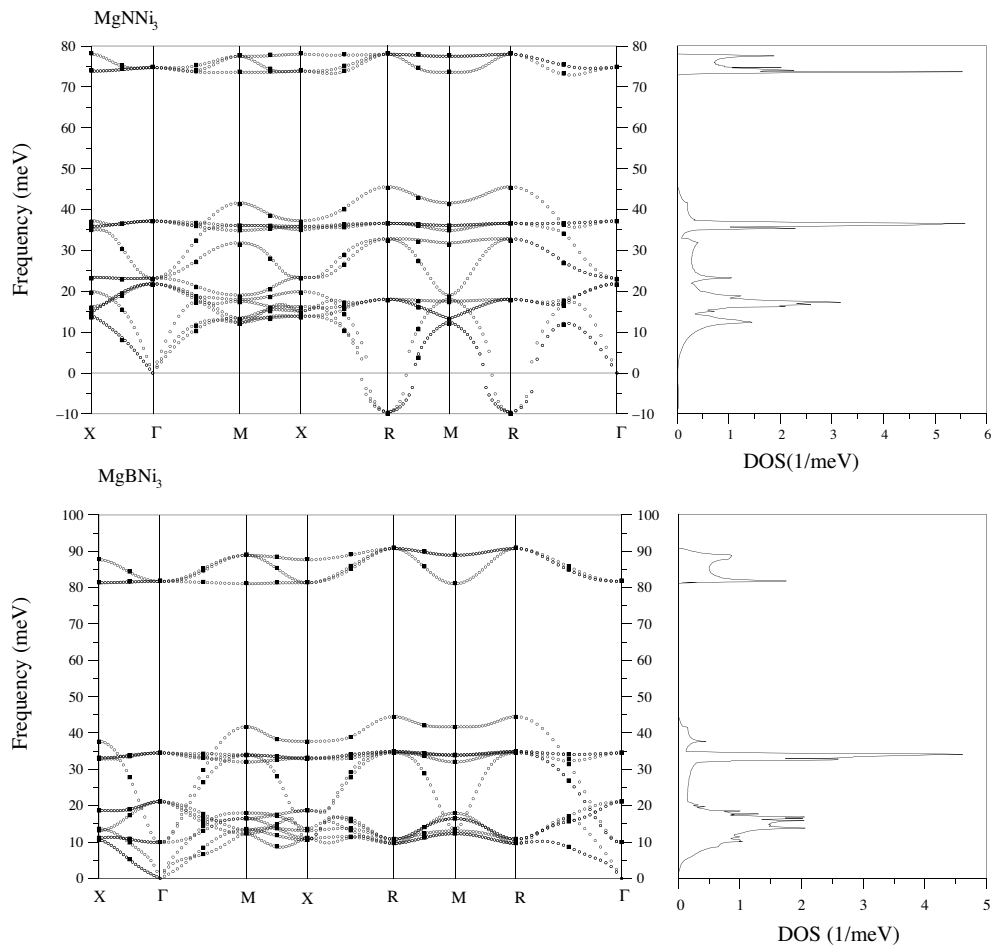 MgNNi3
80 80
70 70
60 60
50 50
40 40
30 30
20 20
10 10
0 0
−10 −10
Frequency (meV)
X Γ M X R M R Γ
0 1 2 3 4 5 6
DOS(1/meV)
MgBNi3
100 100
90 90
80 80
70 70
60 60
50 50
40 40
30 30
20 20
10 10
0 0
Frequency (meV)
X Γ M X R M R Γ
0 1 2 3 4 5
DOS (1/meV)